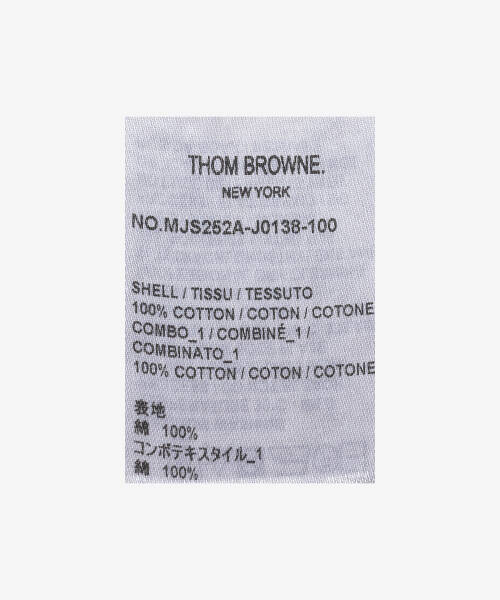 THOM BROWNE.
NEW YORK
NO.MJS252A-J0138-100
SHELL / TISSU / TESSUTO
100% COTTON / COTON / COTONE
COMBO_1 / COMBINÉ_1 /
COMBINATO_1
100% COTTON / COTON / COTONE
表地
綿 100%
コンボテキスタイル_1
綿 100%